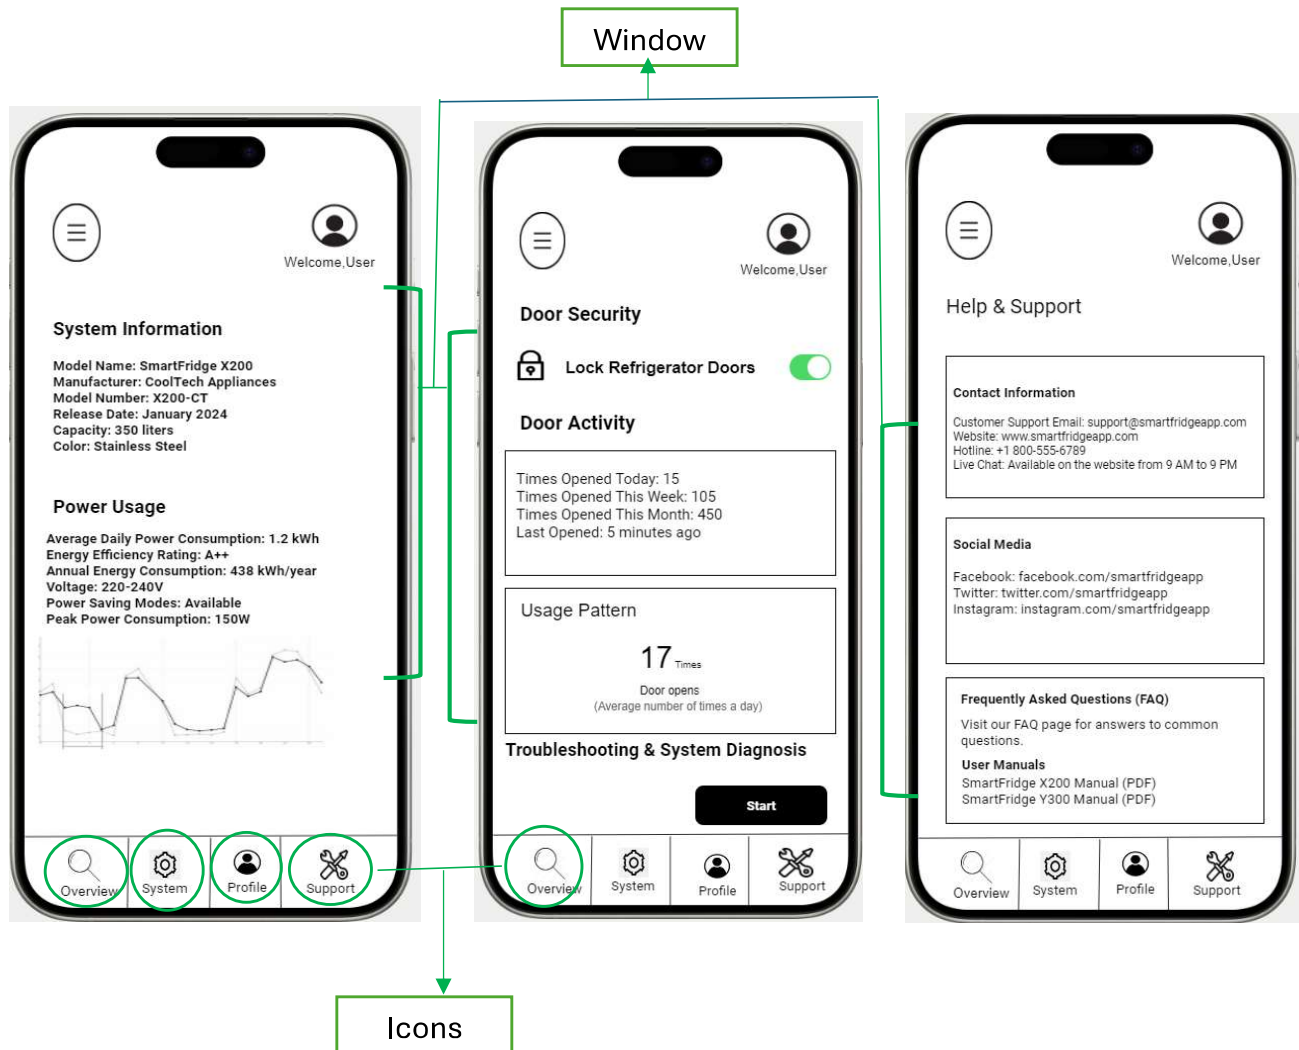 Window
Welcome,User
System Information
Model Name: SmartFridge X200
Manufacturer: CoolTech Appliances
Model Number: X200-CT
Release Date: January 2024
Capacity: 350 liters
Color: Stainless Steel
Power Usage
Average Daily Power Consumption: 1.2 kWh
Energy Efficiency Rating: A++
Annual Energy Consumption: 438 kWh/year
Voltage: 220-240V
Power Saving Modes: Available
Peak Power Consumption: 150W
Overview
System
Profile
Support
Welcome,User
Door Security
Lock Refrigerator Doors
Door Activity
Times Opened Today: 15
Times Opened This Week: 105
Times Opened This Month: 450
Last Opened: 5 minutes ago
Usage Pattern
17 Times
Door opens
(Average number of times a day)
Troubleshooting & System Diagnosis
Start
Overview
System
Profile
Support
Welcome,User
Help & Support
Contact Information
Customer Support Email: support@smartfridgeapp.com
Website: www.smartfridgeapp.com
Hotline: +1 800-555-6789
Live Chat: Available on the website from 9 AM to 9 PM
Social Media
Facebook: facebook.com/smartfridgeapp
Twitter: twitter.com/smartfridgeapp
Instagram: instagram.com/smartfridgeapp
Frequently Asked Questions (FAQ)
Visit our FAQ page for answers to common
questions.
User Manuals
SmartFridge X200 Manual (PDF)
SmartFridge Y300 Manual (PDF)
Overview
System
Profile
Support
Icons